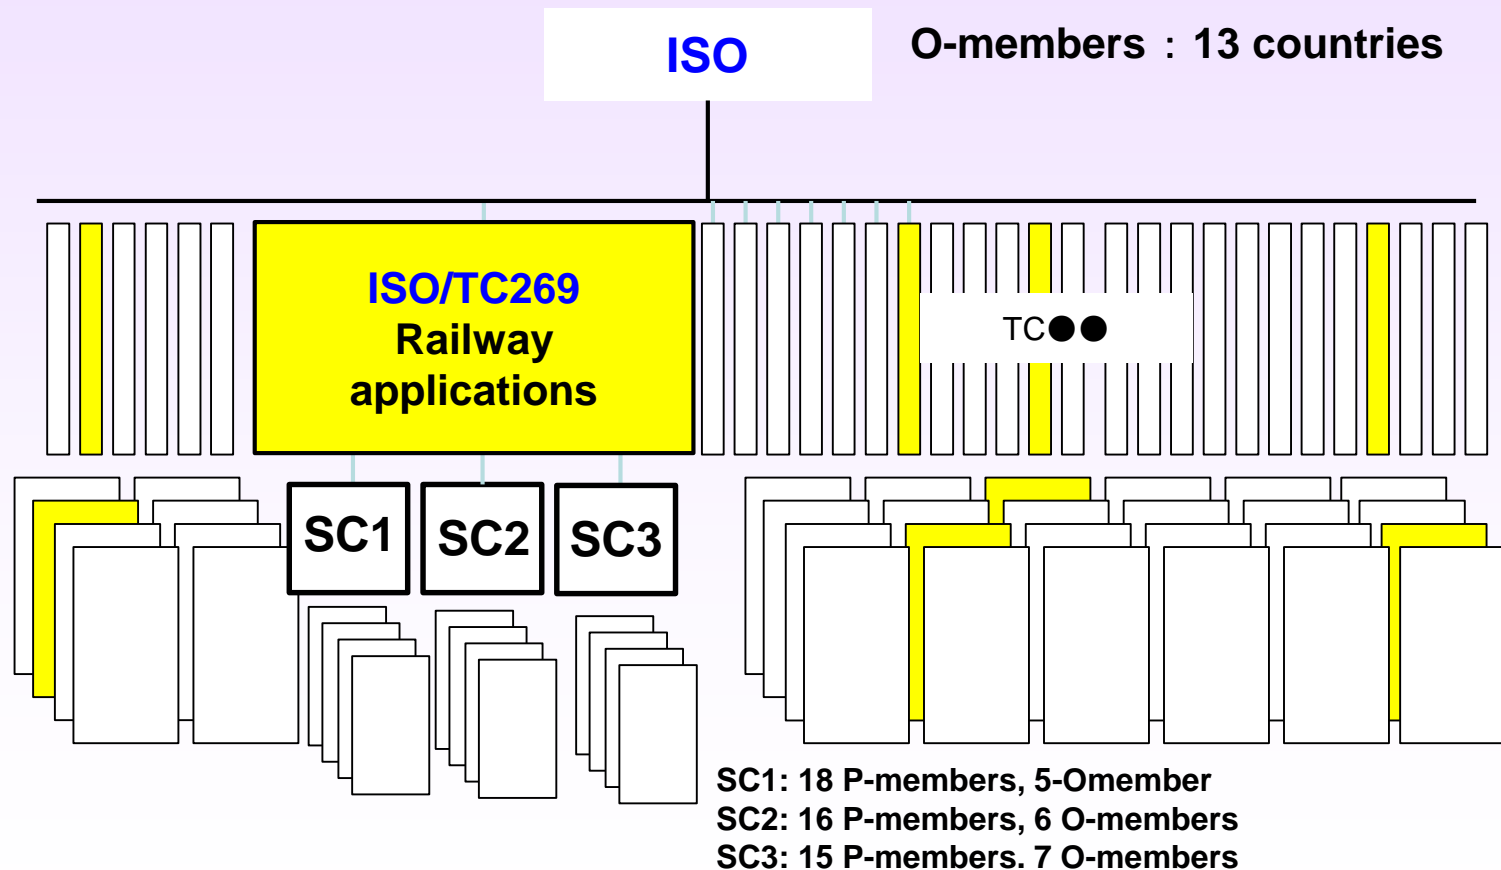 ISO
O-members : 13 countries
ISO/TC269
Railway
applications
TC●●
SC1
SC2
SC3
SC1: 18 P-members, 5-Omember
SC2: 16 P-members, 6 O-members
SC3: 15 P-members. 7 O-members